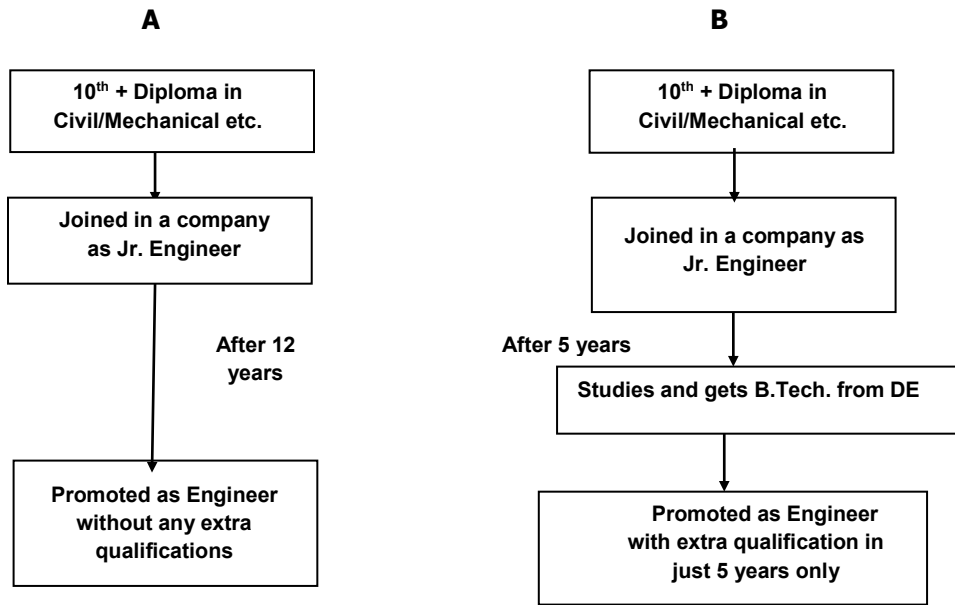 A
10th + Diploma in
Civil/Mechanical etc.
Joined in a company
as Jr. Engineer
After 12
years
Promoted as Engineer
without any extra
qualifications
B
10th + Diploma in
Civil/Mechanical etc.
Joined in a company as
Jr. Engineer
After 5 years
Studies and gets B.Tech. from DE
Promoted as Engineer
with extra qualification in
just 5 years only